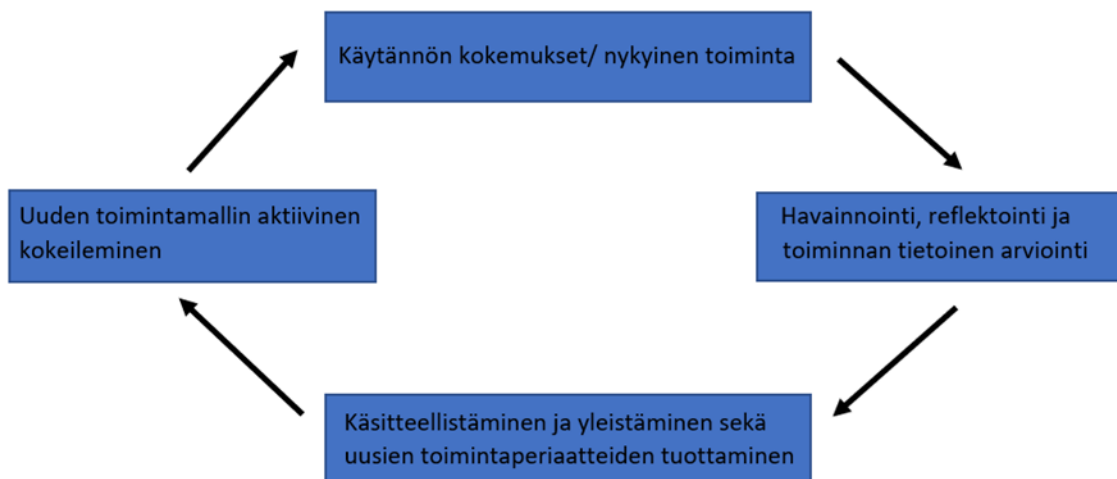 Käytännön kokemukset/ nykyinen toiminta
Uuden toimintamallin aktiivinen
kokeileminen
Havainnointi, reflektointi ja
toiminnan tietoinen arviointi
Käsitteellistäminen ja yleistäminen sekä
uusien toimintaperiaatteiden tuottaminen